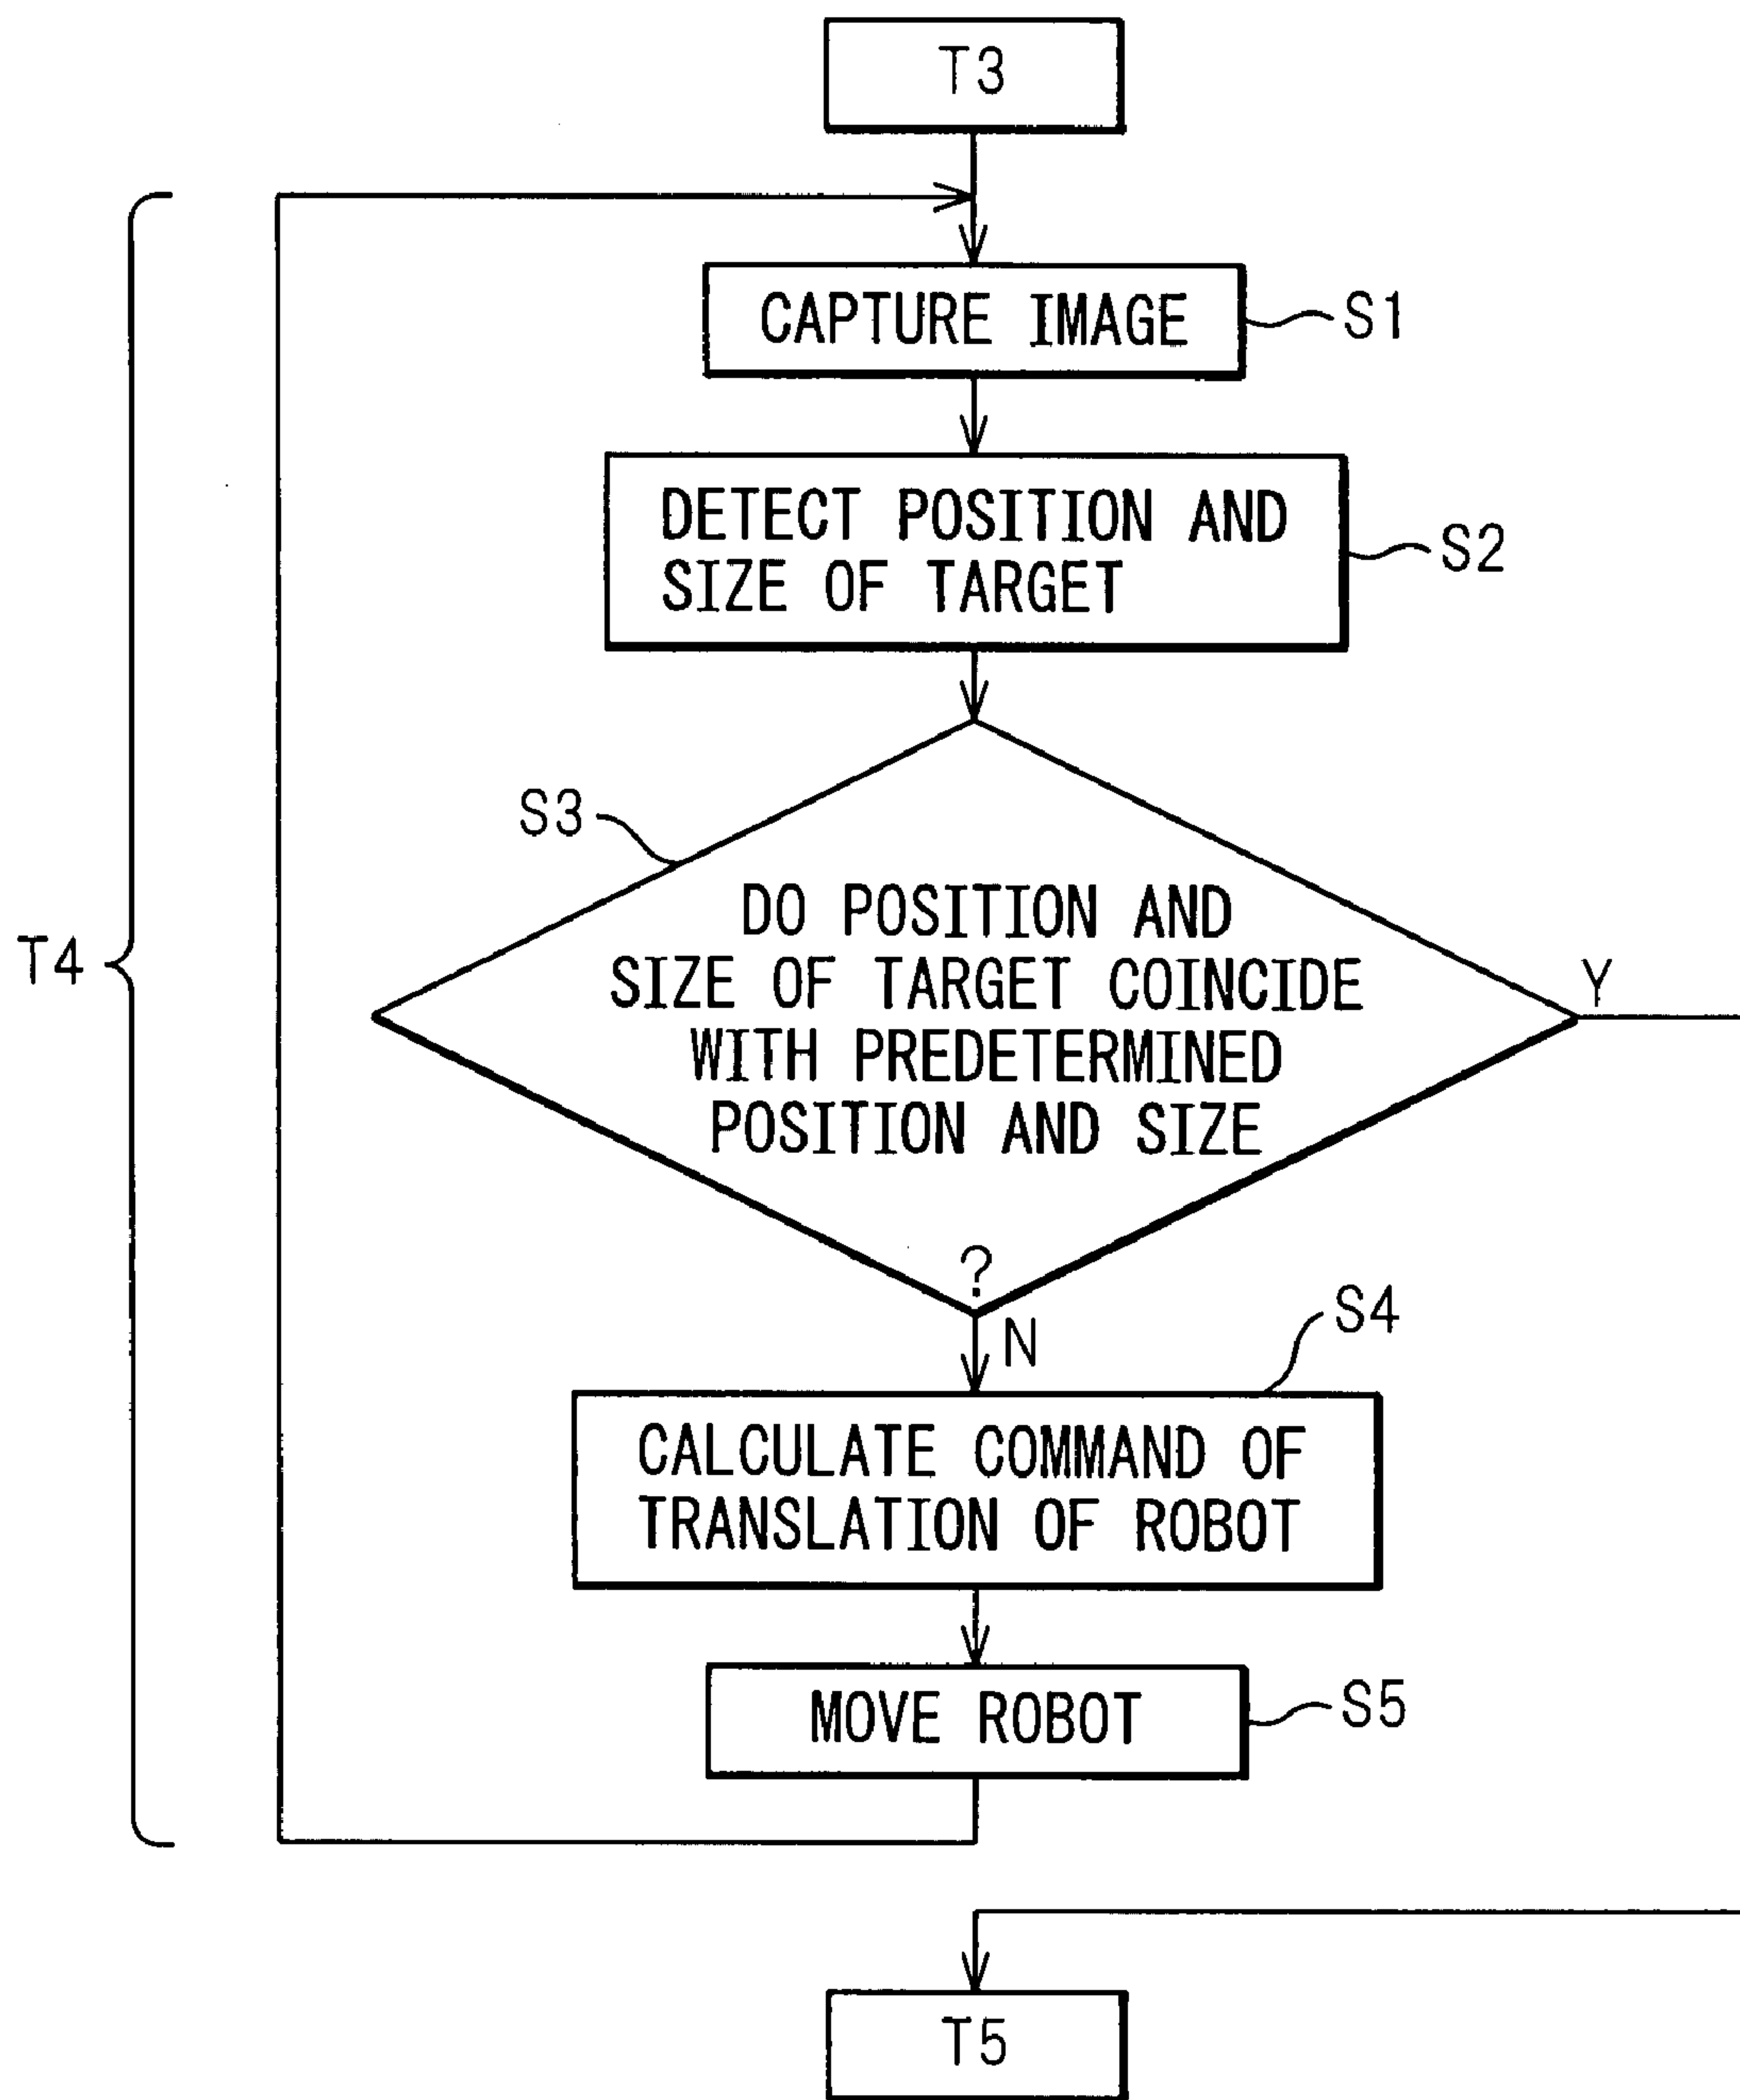 T3
CAPTURE IMAGE
S1
DETECT POSITION AND
SIZE OF TARGET
S2
S3
DO POSITION AND
SIZE OF TARGET COINCIDE
WITH PREDETERMINED
POSITION AND SIZE
?
Y
N
T4
S4
CALCULATE COMMAND OF
TRANSLATION OF ROBOT
MOVE ROBOT
S5
T5